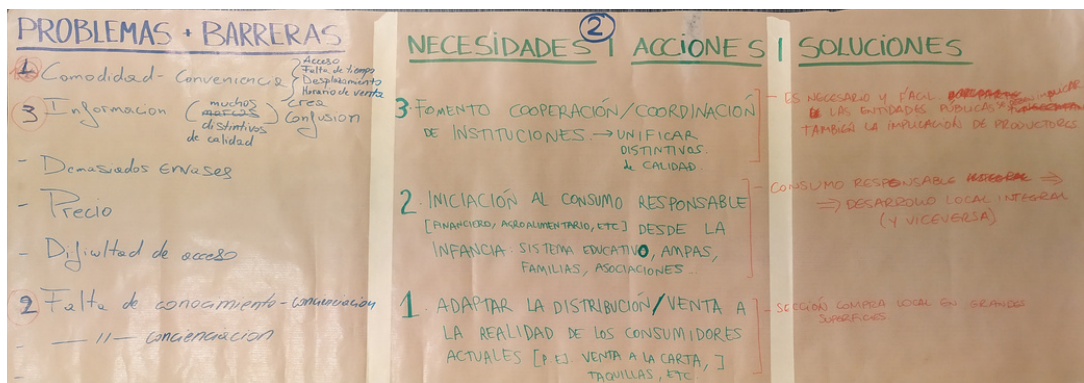 PROBLEMAS + BARRERAS
1 Comodidad - Conveniencia
Acceso
Falta de tiempo
Desplazamiento
Horario de venta
3 Informacion (muchos distintivos de calidad) crea Confusion
- Demasiados envases
- Precio
- Dificultad de acceso
2 Falta de conocimiento -
— 11 — concienciacion
-
2
NECESIDADES | ACCIONES | SOLUCIONES
3. FOMENTO COOPERACIÓN/COORDINACIÓN
DE INSTITUCIONES. → UNIFICAR
DISTINTIVOS
de CALIDAD.
2. INICIACIÓN AL CONSUMO RESPONSABLE
[FINANCIERO, AGROALIMENTARIO, ETC] DESDE LA
INFANCIA SISTEMA EDUCATIVO, AMPAS,
FAMILIAS, ASOCIACIONES...
1. ADAPTAR LA DISTRIBUCIÓN/VENTA A
LA REALIDAD DE LOS CONSUMIDORES
ACTUALES [P. EJ. VENTA A LA CARTA, ]
TAQUILLAS, ETC
- ES NECESARIO Y FÁCIL IMPLICAR
LAS ENTIDADES PÚBLICAS
TAMBIÉN LA IMPLICACIÓN DE PRODUCTORES
- CONSUMO RESPONSABLE ⇒
⇒ DESARROLLO LOCAL INTEGRAL
(Y VICEVERSA)
- SECCIÓN COMPRA LOCAL EN GRANDES
SUPERFICIES